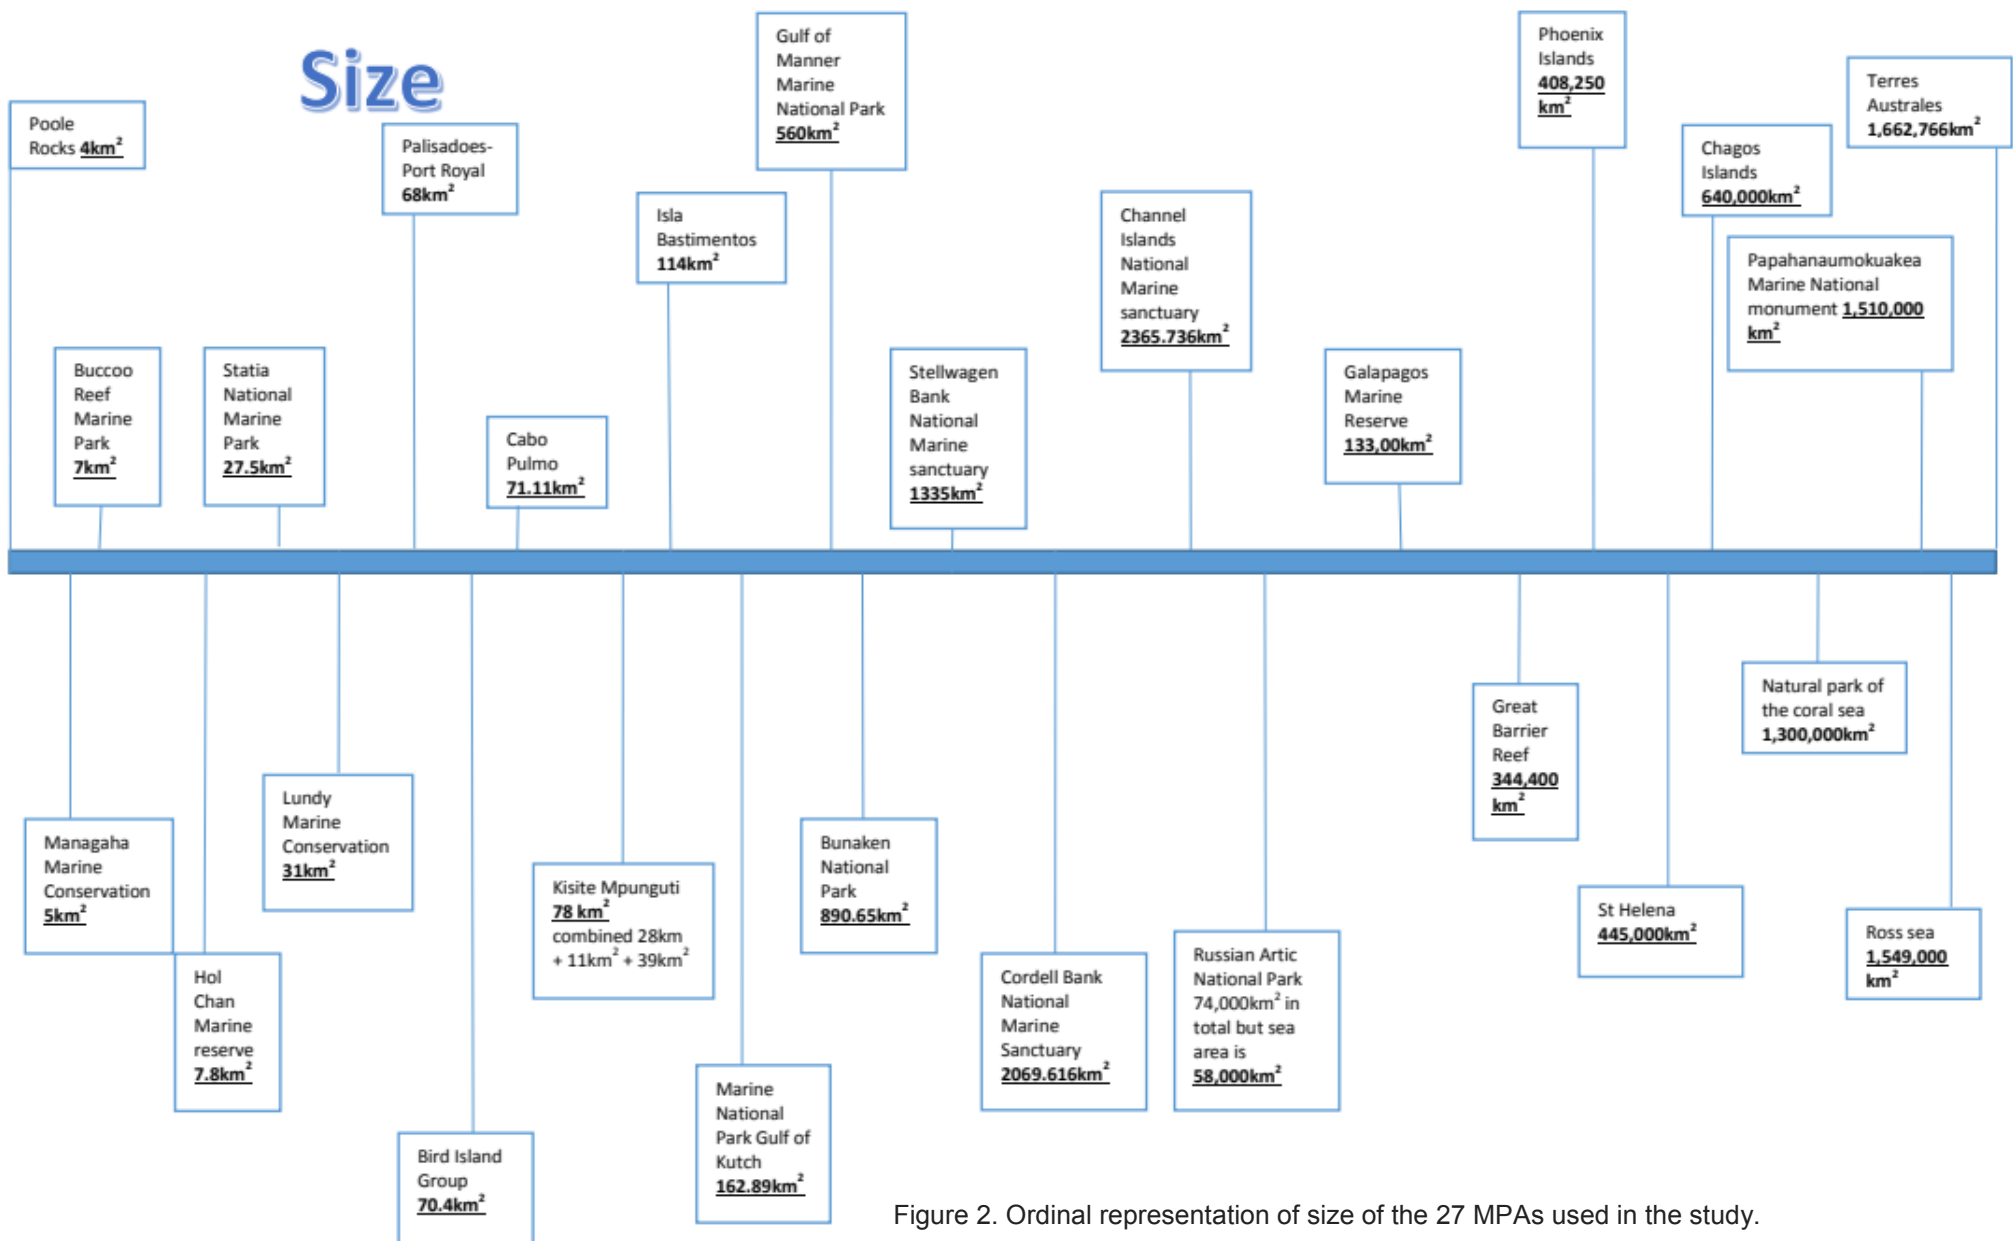 Size
Poole
Rocks 4km²
Buccoo
Reef
Marine
Park
7km²
Statia
National
Marine
Park
27.5km²
Palisadoes-
Port Royal
68km²
Cabo
Pulmo
71.11km²
Isla
Bastimentos
114km²
Gulf of
Manner
Marine
National Park
560km²
Stellwagen
Bank
National
Marine
sanctuary
1335km²
Channel
Islands
National
Marine
sanctuary
2365.736km²
Galapagos
Marine
Reserve
133,00km²
Phoenix
Islands
408,250
km²
Chagos
Islands
640,000km²
Papahanaumokuakea
Marine National
monument 1,510,000
km²
Terres
Australes
1,662,766km²
Managaha
Marine
Conservation
5km²
Hol
Chan
Marine
reserve
7.8km²
Lundy
Marine
Conservation
31km²
Bird Island
Group
70.4km²
Kisite Mpunguti
78 km²
combined 28km
+ 11km² + 39km²
Marine
National
Park Gulf of
Kutch
162.89km²
Bunaken
National
Park
890.65km²
Cordell Bank
National
Marine
Sanctuary
2069.616km²
Russian Artic
National Park
74,000km² in
total but sea
area is
58,000km²
Great
Barrier
Reef
344,400
km²
St Helena
445,000km²
Natural park of
the coral sea
1,300,000km²
Ross sea
1,549,000
km²
Figure 2. Ordinal representation of size of the 27 MPAs used in the study.